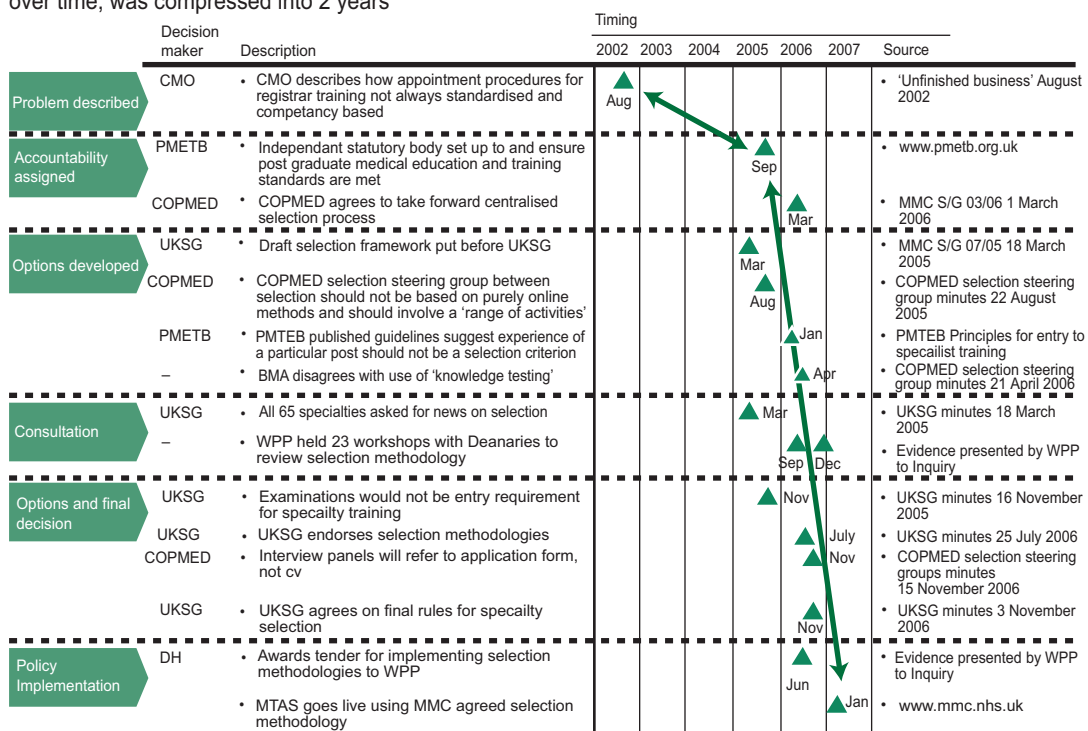 over time, was compressed into 2 years
Timing
Decision
maker
Description
2002 2003 2004 2005 2006 2007 Source
Problem described
CMO
• CMO describes how appointment procedures for
registrar training not always standardised and
competency based
Aug
• 'Unfinished business' August
2002
Accountability
assigned
PMETB
• Independant statutory body set up to and ensure
post graduate medical education and training
standards are met
Sep
• www.pmetb.org.uk
COPMED
• COPMED agrees to take forward centralised
selection process
Mar
• MMC S/G 03/06 1 March
2006
Options developed
UKSG
• Draft selection framework put before UKSG
Mar
• MMC S/G 07/05 18 March
2005
COPMED
• COPMED selection steering group between
selection should not be based on purely online
methods and should involve a 'range of activities'
Aug
• COPMED selection steering
group minutes 22 August
2005
PMETB
• PMTEB published guidelines suggest experience of
a particular post should not be a selection criterion
Jan
• PMTEB Principles for entry to
specailist training
–
• BMA disagrees with use of 'knowledge testing'
Apr
• COPMED selection steering
group minutes 21 April 2006
Consultation
UKSG
• All 65 specialties asked for news on selection
Mar
• UKSG minutes 18 March
2005
–
• WPP held 23 workshops with Deanaries to
review selection methodology
Sep Dec
• Evidence presented by WPP
to Inquiry
Options and final
decision
UKSG
• Examinations would not be entry requirement
for specailty training
Nov
• UKSG minutes 16 November
2005
UKSG
• UKSG endorses selection methodologies
July
• UKSG minutes 25 July 2006
COPMED
• Interview panels will refer to application form,
not cv
Nov
• COPMED selection steering
groups minutes
15 November 2006
UKSG
• UKSG agrees on final rules for specailty
selection
Nov
• UKSG minutes 3 November
2006
Policy
Implementation
DH
• Awards tender for implementing selection
methodologies to WPP
Jun
• Evidence presented by WPP
to Inquiry
• MTAS goes live using MMC agreed selection
methodology
Jan
• www.mmc.nhs.uk